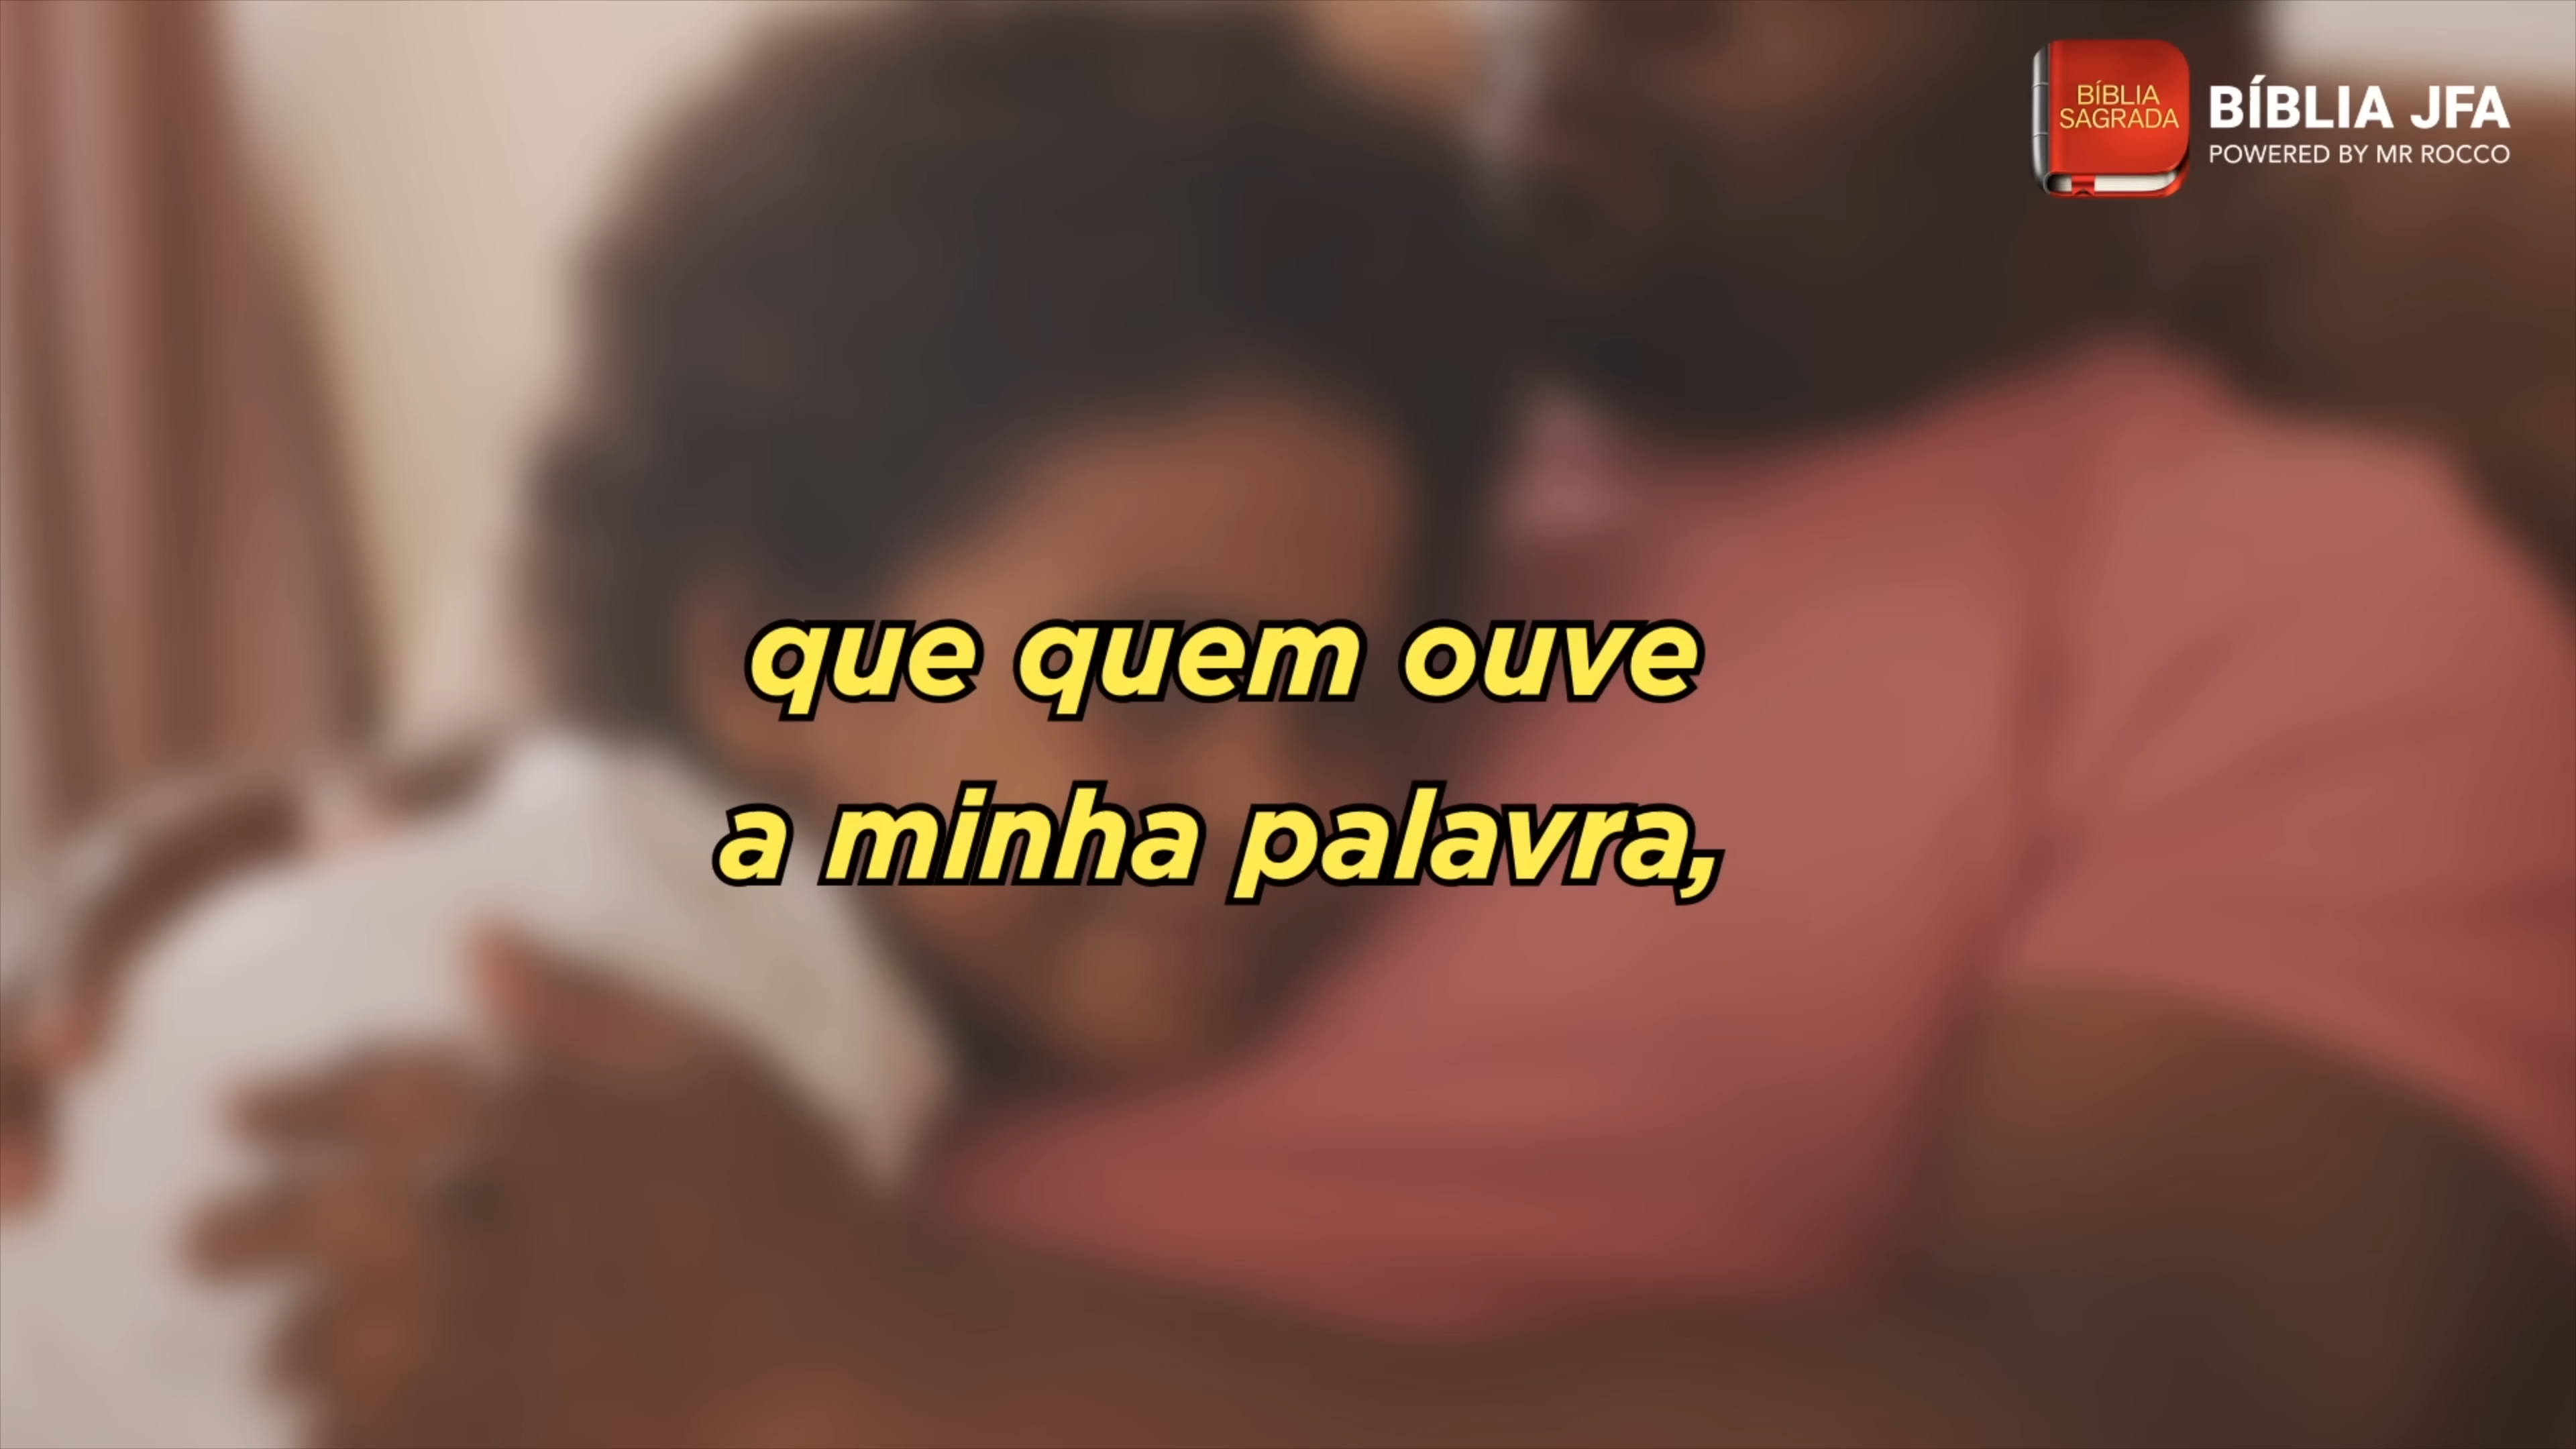 BÍBLIA
SAGRADA
BÍBLIA JFA
POWERED BY MR ROCCO
que quem ouve
a minha palavra,